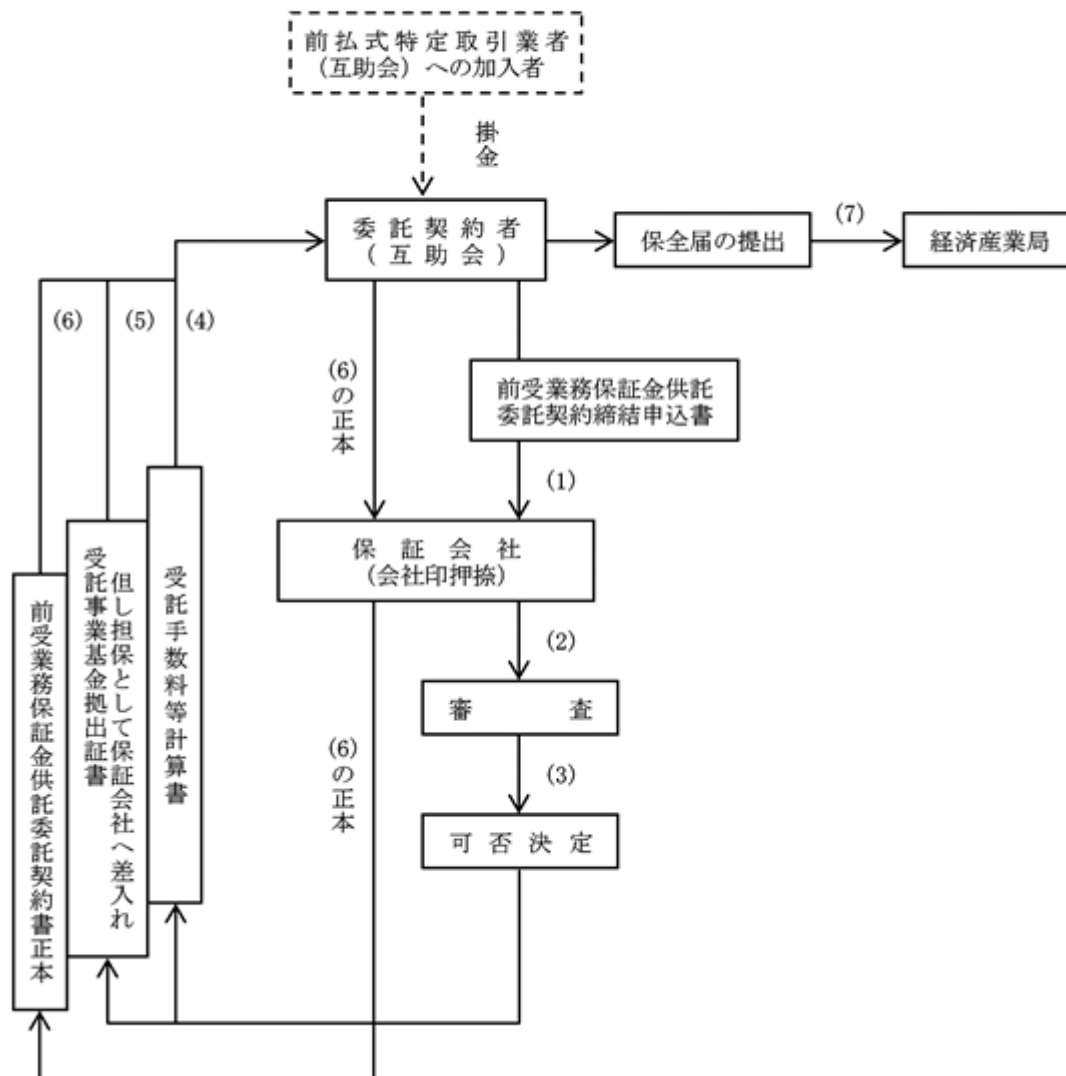 前払式特定取引業者
(互助会)への加入者
掛金
委託契約者
(互助会)
保全届の提出
(7)
経済産業局
(6)
(5)
(4)
(6)の正本
前受業務保証金供託
委託契約締結申込書
(1)
保証会社
(会社印押捺)
(2)
審査
(3)
可否決定
(6)の正本
受託手数料等計算書
但し担保として保証会社へ差入れ
受託事業基金拠出証書
前受業務保証金供託委託契約書正本